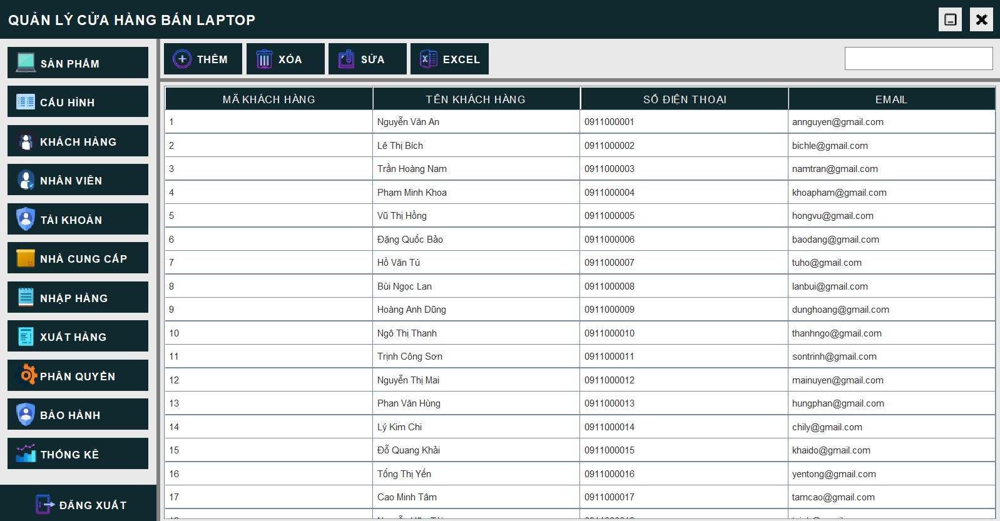 QUẢN LÝ CỬA HÀNG BÁN LAPTOP
SẢN PHẨM
CẤU HÌNH
KHÁCH HÀNG
NHÂN VIÊN
TÀI KHOẢN
NHÀ CUNG CẤP
NHẬP HÀNG
XUẤT HÀNG
PHÂN QUYỀN
BẢO HÀNH
THỐNG KÊ
ĐĂNG XUẤT
THÊM XÓA SỬA EXCEL
MÃ KHÁCH HÀNG TÊN KHÁCH HÀNG SỐ ĐIỆN THOẠI EMAIL
1 Nguyễn Văn An 0911000001 annguyen@gmail.com
2 Lê Thị Bích 0911000002 bichle@gmail.com
3 Trần Hoàng Nam 0911000003 namtran@gmail.com
4 Phạm Minh Khoa 0911000004 khoapham@gmail.com
5 Vũ Thị Hồng 0911000005 hongvu@gmail.com
6 Đặng Quốc Bảo 0911000006 baodang@gmail.com
7 Hồ Văn Tú 0911000007 tuho@gmail.com
8 Bùi Ngọc Lan 0911000008 lanbui@gmail.com
9 Hoàng Anh Dũng 0911000009 dunghoang@gmail.com
10 Ngô Thị Thanh 0911000010 thanhngo@gmail.com
11 Trịnh Công Sơn 0911000011 sontrinh@gmail.com
12 Nguyễn Thị Mai 0911000012 mainuyen@gmail.com
13 Phan Văn Hùng 0911000013 hungphan@gmail.com
14 Lý Kim Chi 0911000014 chily@gmail.com
15 Đỗ Quang Khải 0911000015 khaido@gmail.com
16 Tống Thị Yến 0911000016 yentong@gmail.com
17 Cao Minh Tâm 0911000017 tamcao@gmail.com